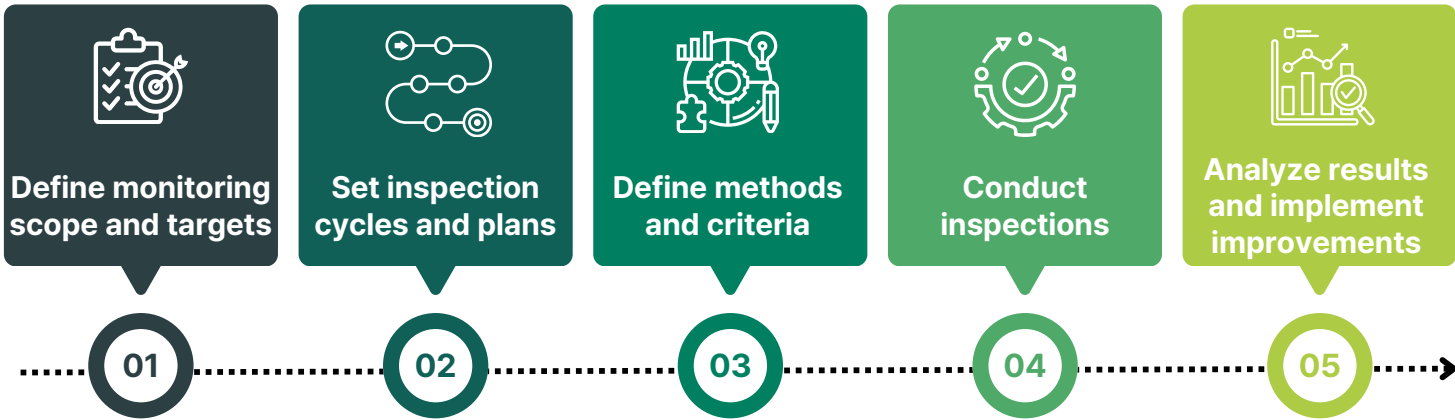 Define monitoring
scope and targets
Set inspection
cycles and plans
Define methods
and criteria
Conduct
inspections
Analyze results
and implement
improvements
01
02
03
04
05